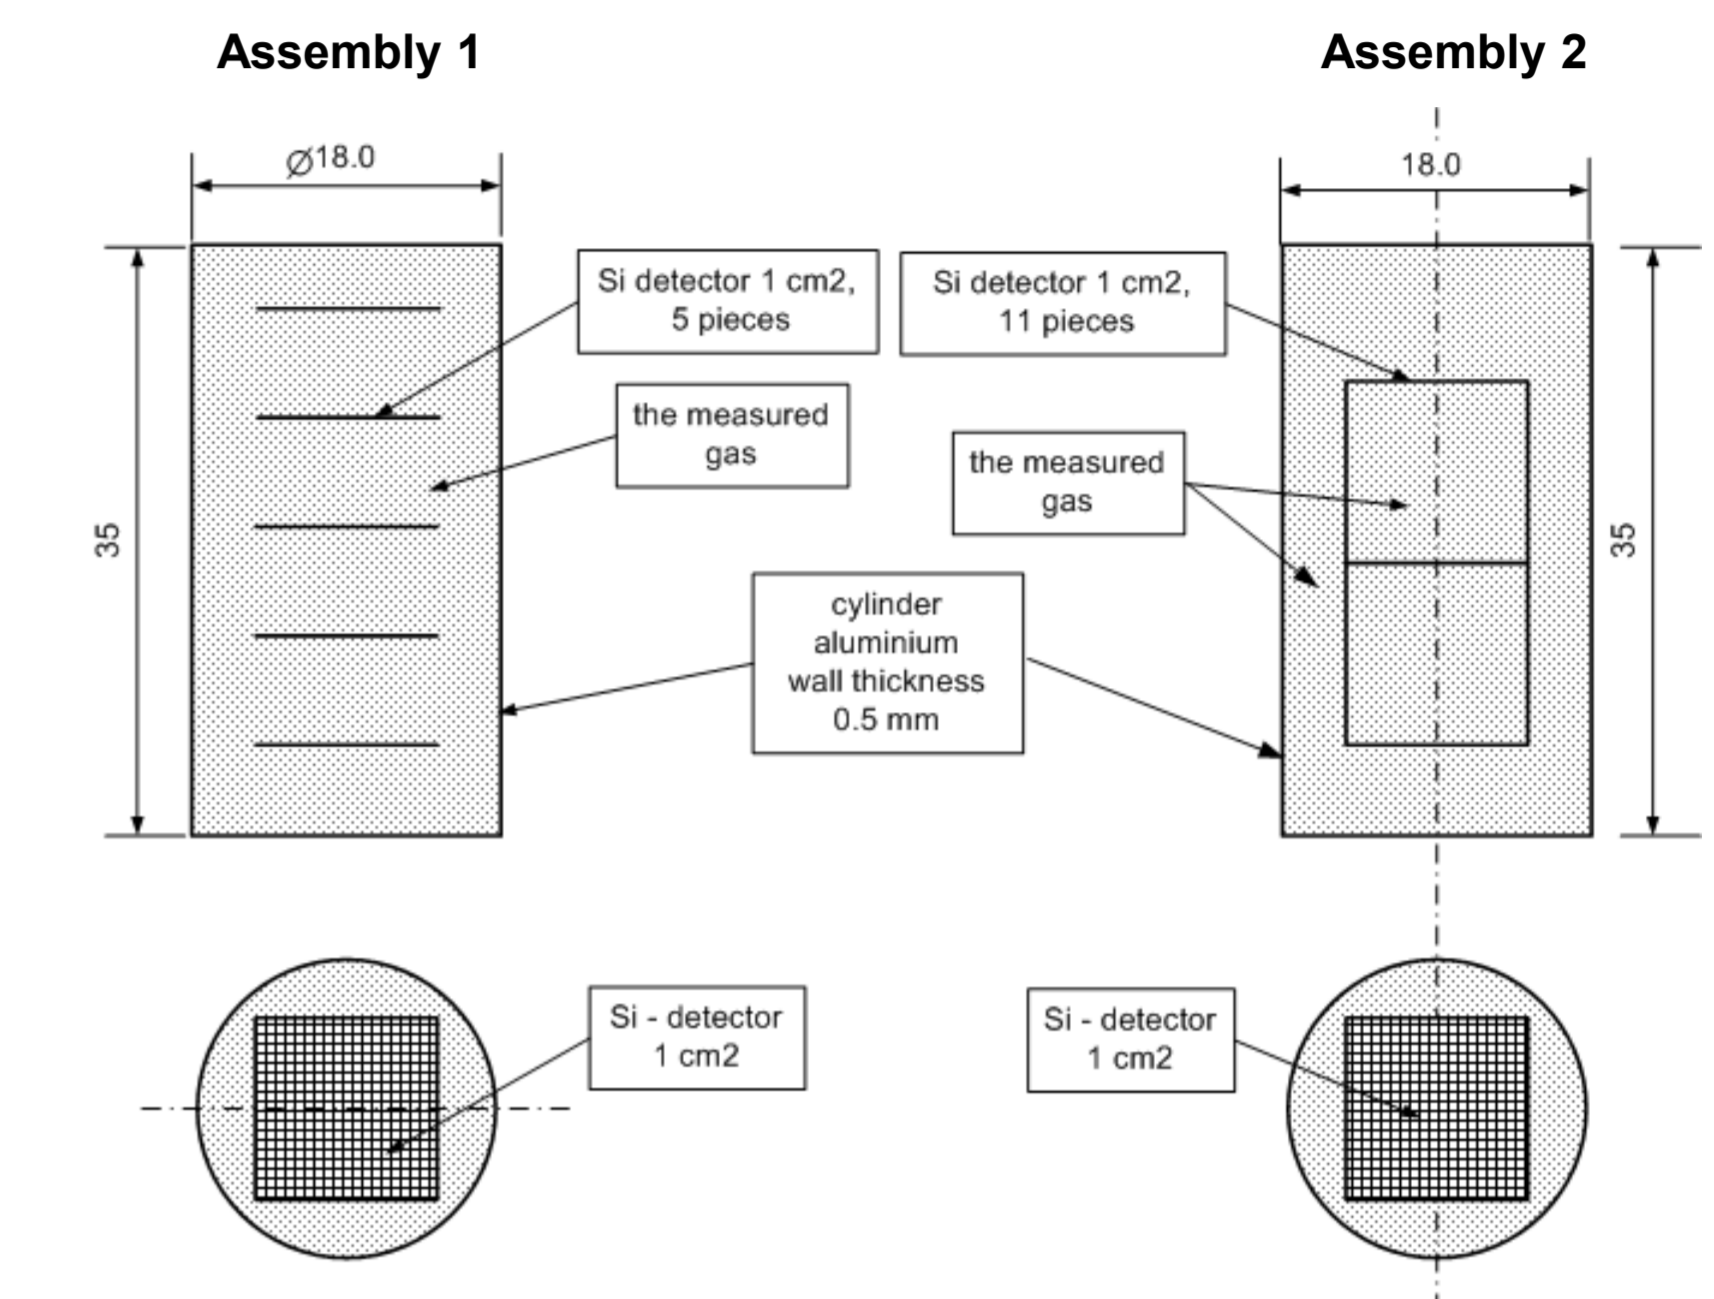 Assembly 1
Assembly 2
Ø18.0
18.0
Si detector 1 cm2,
5 pieces
Si detector 1 cm2,
11 pieces
the measured
gas
the measured
gas
35
35
cylinder
aluminium
wall thickness
0.5 mm
Si - detector
1 cm2
Si - detector
1 cm2